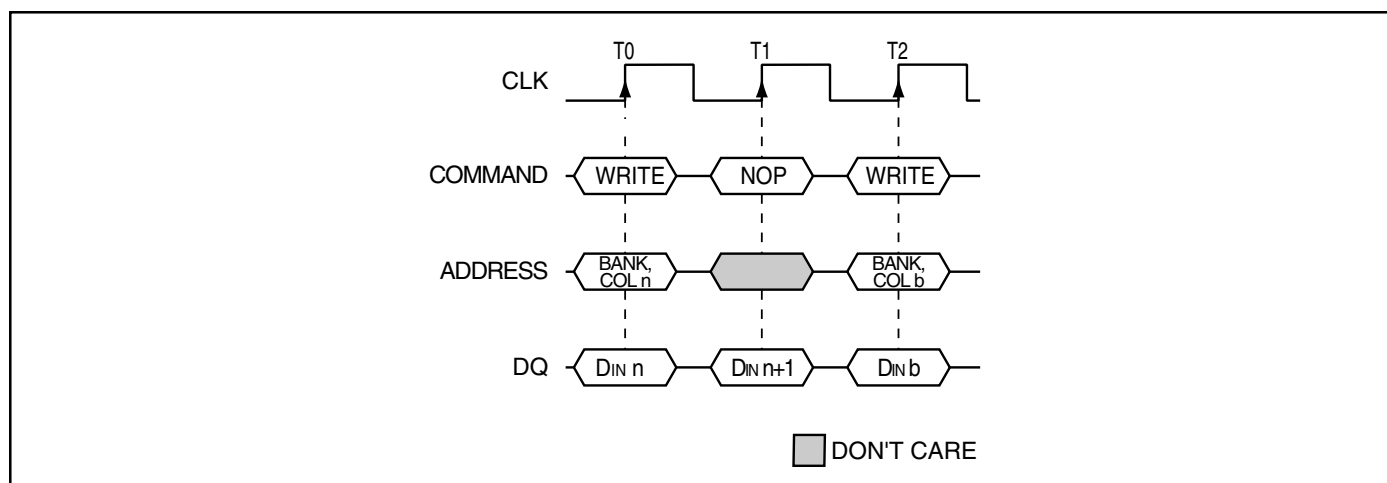 T0 T1 T2
CLK
COMMAND WRITE NOP WRITE
ADDRESS BANK, COL n BANK, COL b
DQ DIN n DIN n+1 DIN b
DON'T CARE